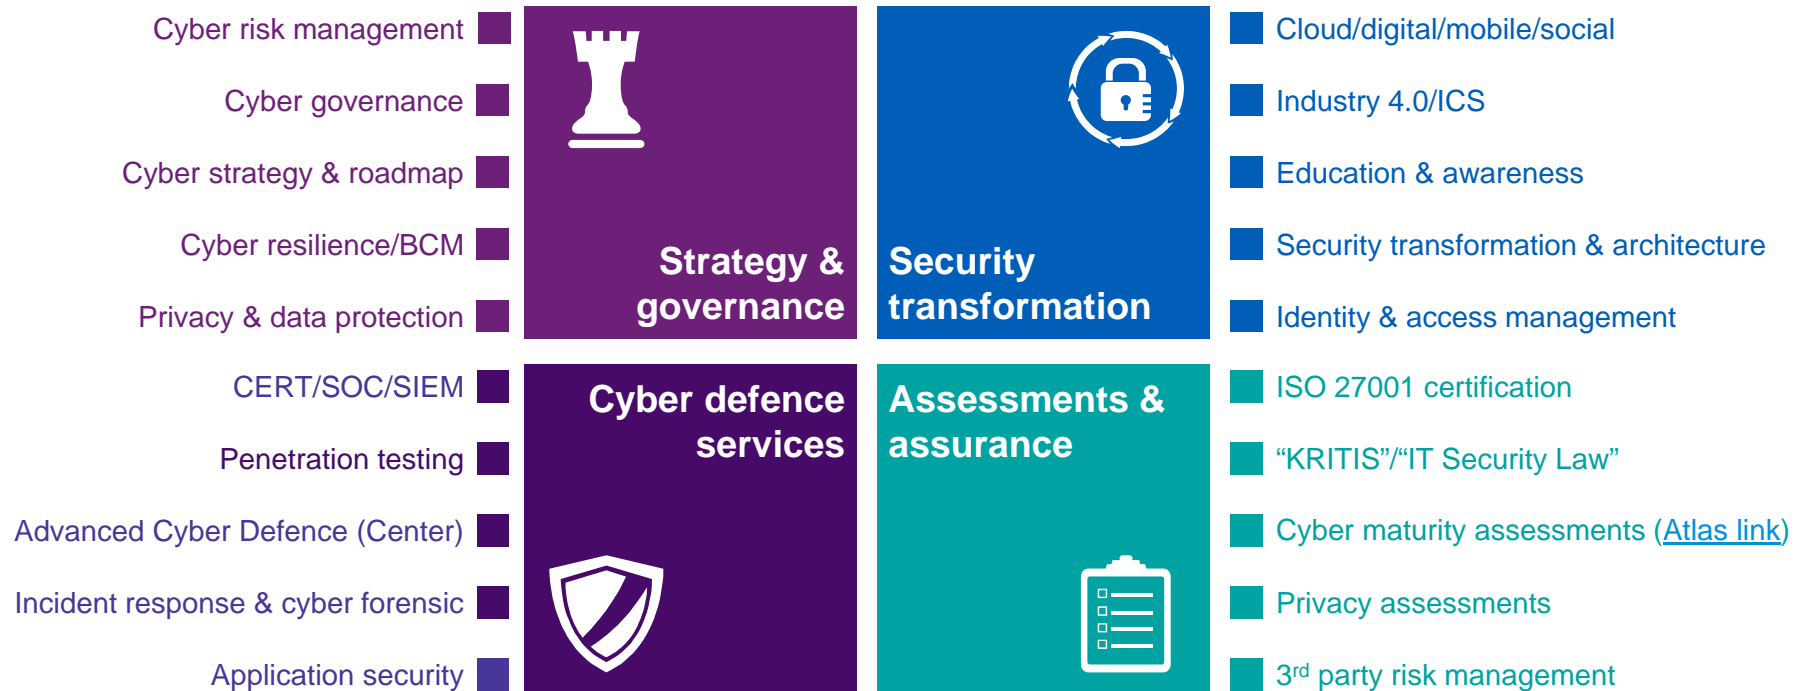 Cyber risk management
Cyber governance
Cyber strategy & roadmap
Cyber resilience/BCM
Privacy & data protection
Strategy &
governance
Security
transformation
Cloud/digital/mobile/social
Industry 4.0/ICS
Education & awareness
Security transformation & architecture
Identity & access management
CERT/SOC/SIEM
Penetration testing
Advanced Cyber Defence (Center)
Incident response & cyber forensic
Application security
Cyber defence
services
Assessments &
assurance
ISO 27001 certification
“KRITIS”/“IT Security Law”
Cyber maturity assessments (Atlas link)
Privacy assessments
3rd party risk management